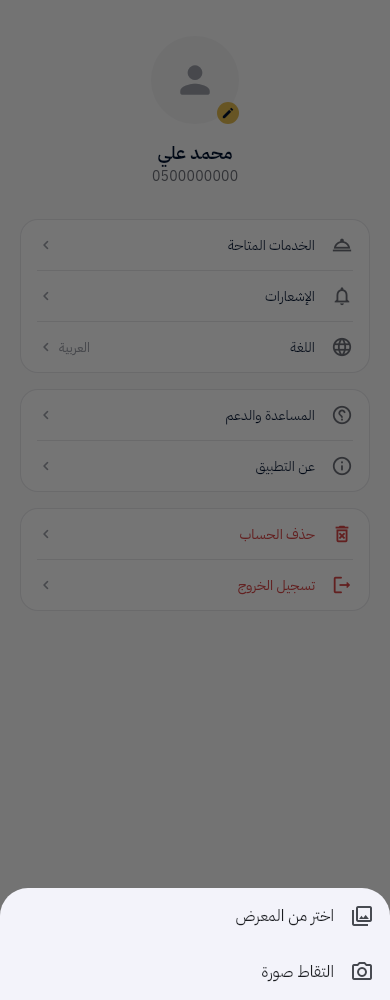 محمد علي
0500000000
الخدمات المتاحة
الإشعارات
اللغة العربية
المساعدة والدعم
عن التطبيق
حذف الحساب
تسجيل الخروج
اختر من المعرض
التقاط صورة